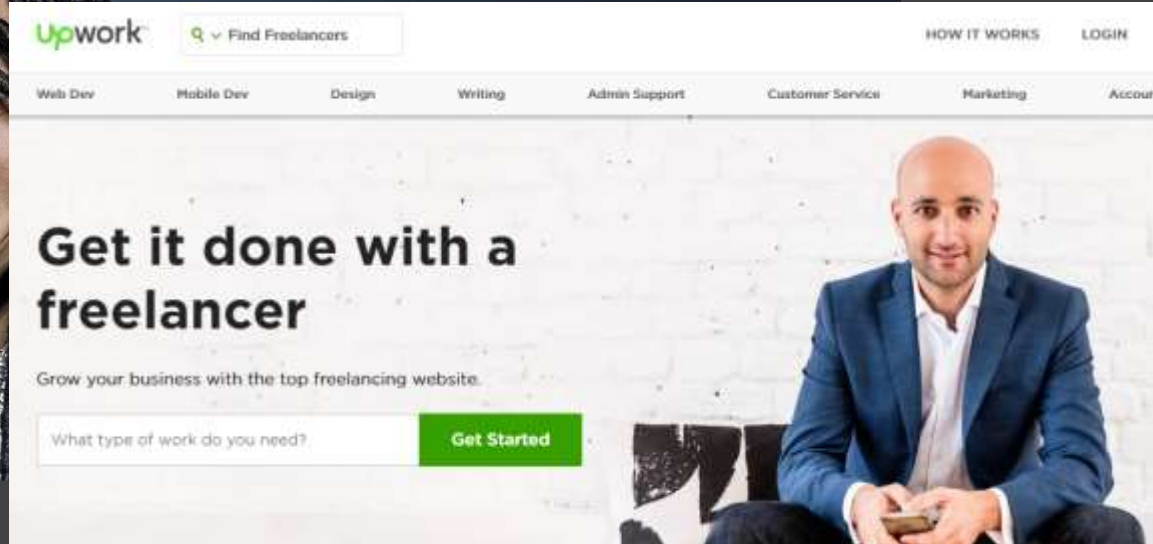 Upwork
Find Freelancers
HOW IT WORKS
LOGIN
Web Dev
Mobile Dev
Design
Writing
Admin Support
Customer Service
Marketing
Accoun
Get it done with a
freelancer
Grow your business with the top freelancing website.
What type of work do you need?
Get Started